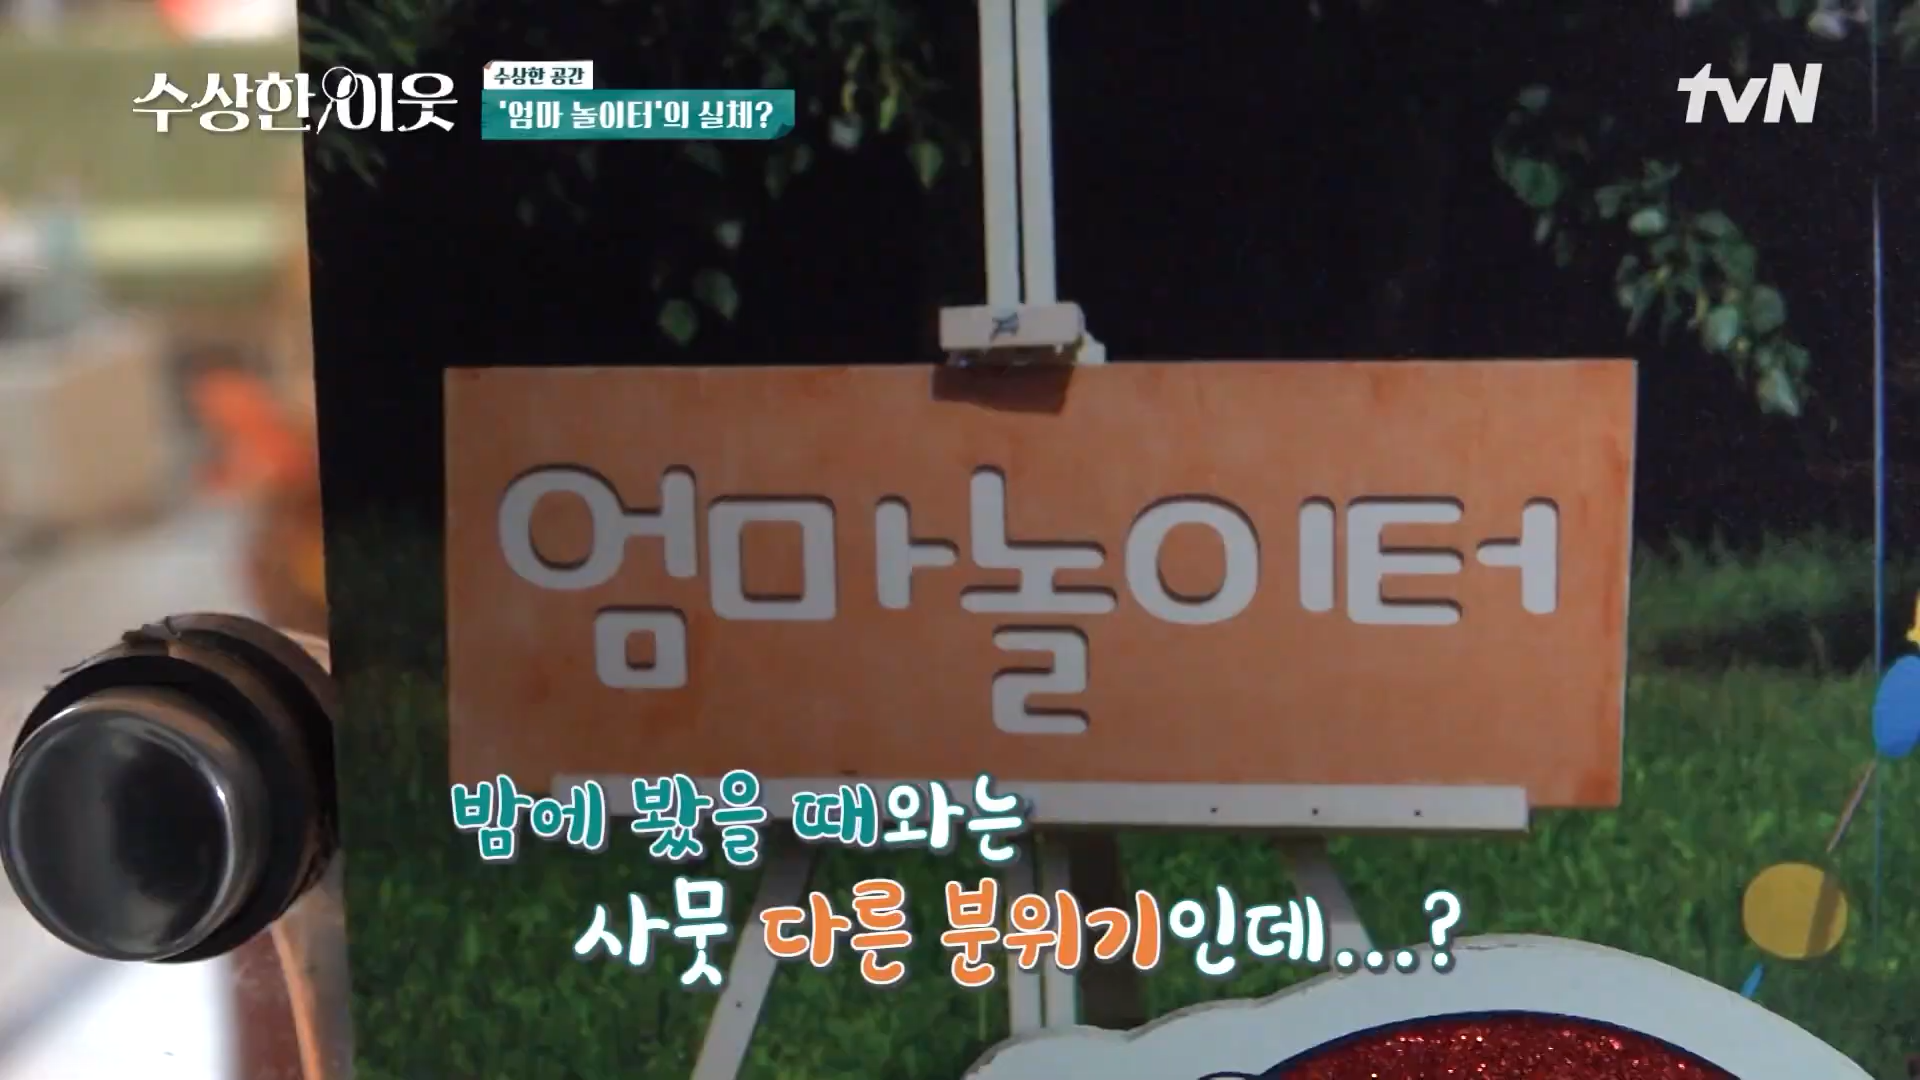 수상한 이웃
수상한 공간
'엄마 놀이터'의 실체?
tvN
엄마놀이터
밤에 봤을 때와는
사뭇 다른 분위기인데...?